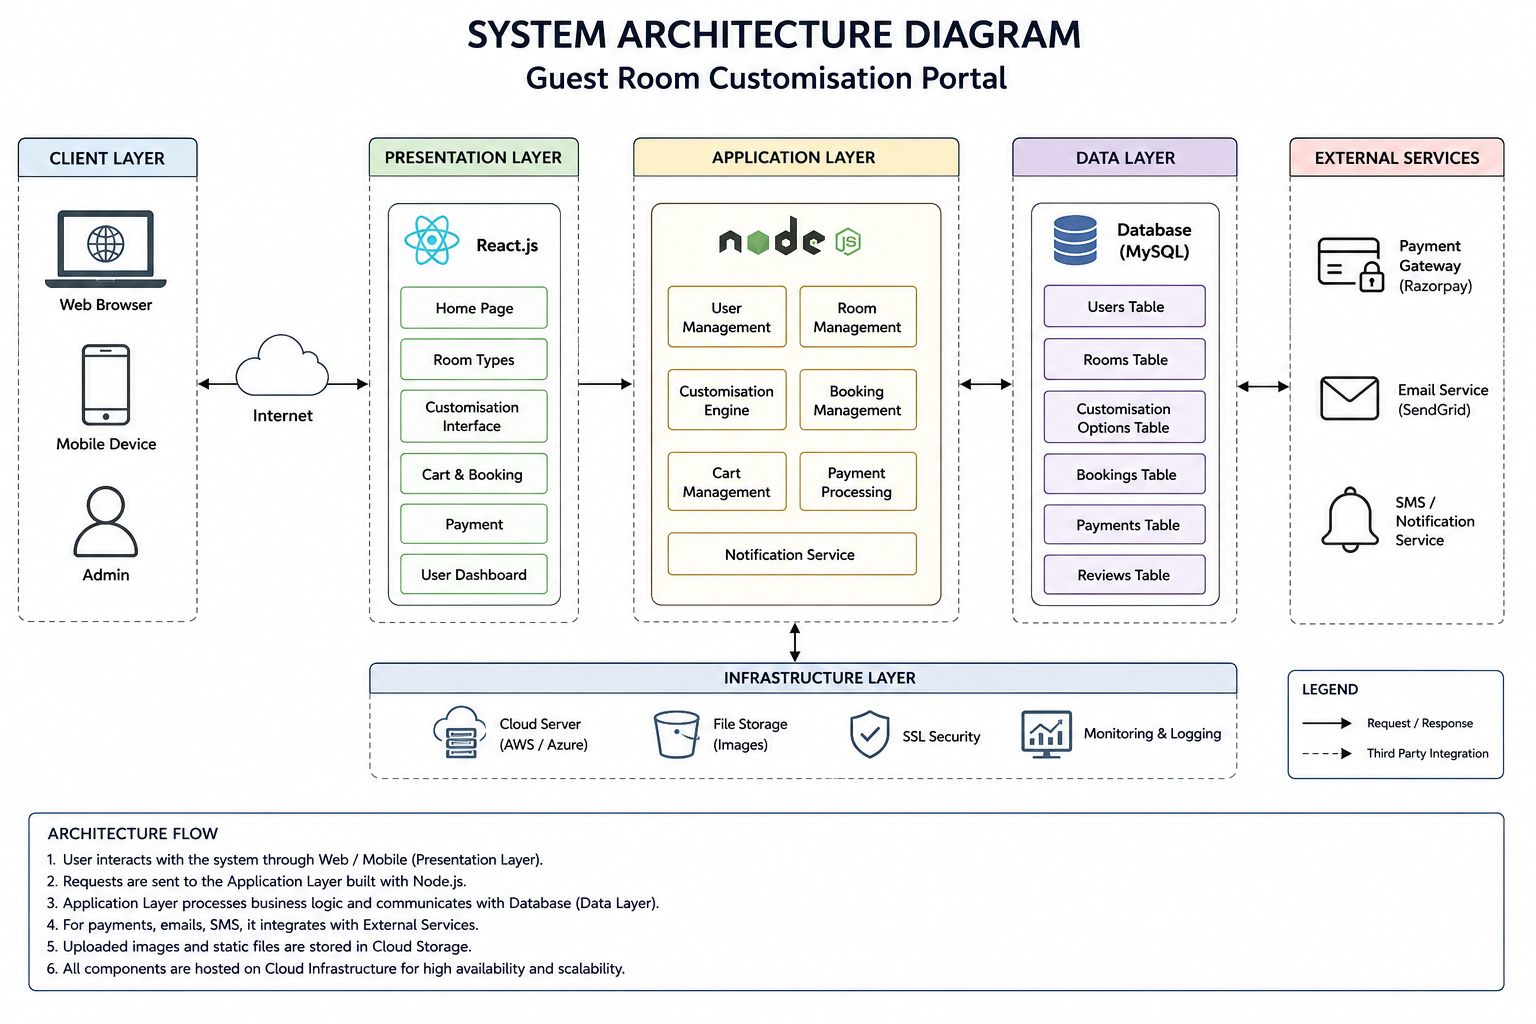 SYSTEM ARCHITECTURE DIAGRAM
Guest Room Customisation Portal
CLIENT LAYER
Web Browser
Mobile Device
Admin
Internet
PRESENTATION LAYER
React.js
Home Page
Room Types
Customisation
Interface
Cart & Booking
Payment
User Dashboard
APPLICATION LAYER
node
JS
User
Management
Room
Management
Customisation
Engine
Booking
Management
Cart
Management
Payment
Processing
Notification Service
DATA LAYER
Database
(MySQL)
Users Table
Rooms Table
Customisation
Options Table
Bookings Table
Payments Table
Reviews Table
EXTERNAL SERVICES
Payment
Gateway
(Razorpay)
Email Service
(SendGrid)
SMS /
Notification
Service
INFRASTRUCTURE LAYER
Cloud Server
(AWS / Azure)
File Storage
(Images)
SSL Security
Monitoring & Logging
LEGEND
Request / Response
Third Party Integration
ARCHITECTURE FLOW
1. User interacts with the system through Web / Mobile (Presentation Layer).
2. Requests are sent to the Application Layer built with Node.js.
3. Application Layer processes business logic and communicates with Database (Data Layer).
4. For payments, emails, SMS, it integrates with External Services.
5. Uploaded images and static files are stored in Cloud Storage.
6. All components are hosted on Cloud Infrastructure for high availability and scalability.